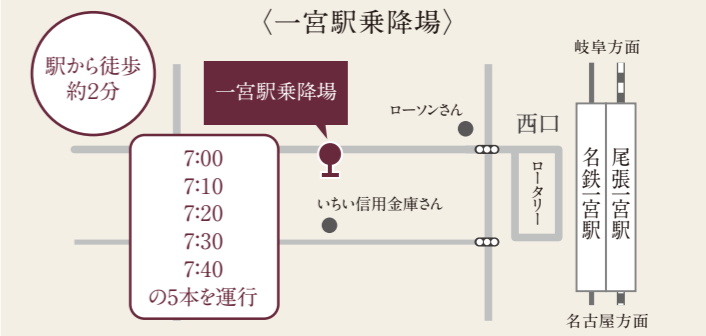 〈一宮駅乗降場〉
駅から徒歩
約2分
一宮駅乗降場
ローソンさん
西口
岐阜方面
ロータリー
名鉄一宮駅
尾張一宮駅
7:00
7:10
7:20
7:30
7:40
の5本を運行
いちい信用金庫さん
名古屋方面